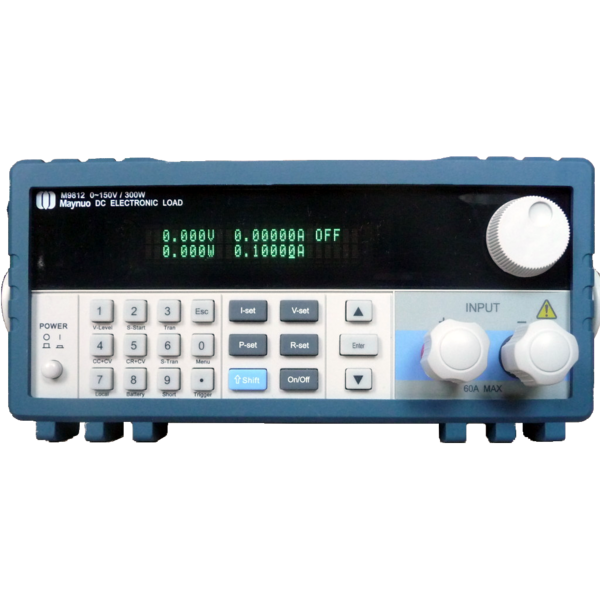 M9812 0~150V / 300W
Maynuo DC ELECTRONIC LOAD
0.000V 0.00000A OFF
0.000W 0.10000A
POWER
O I
1 2 3 Esc
V-Level S-Start Tran
4 5 6 0
CC+CV CR+CV S-Tran Menu
7 8 9 •
Local Battery Short Trigger
I-set V-set
P-set R-set
⇧Shift On/Off
▲
Enter
▼
INPUT
+ −
60A MAX